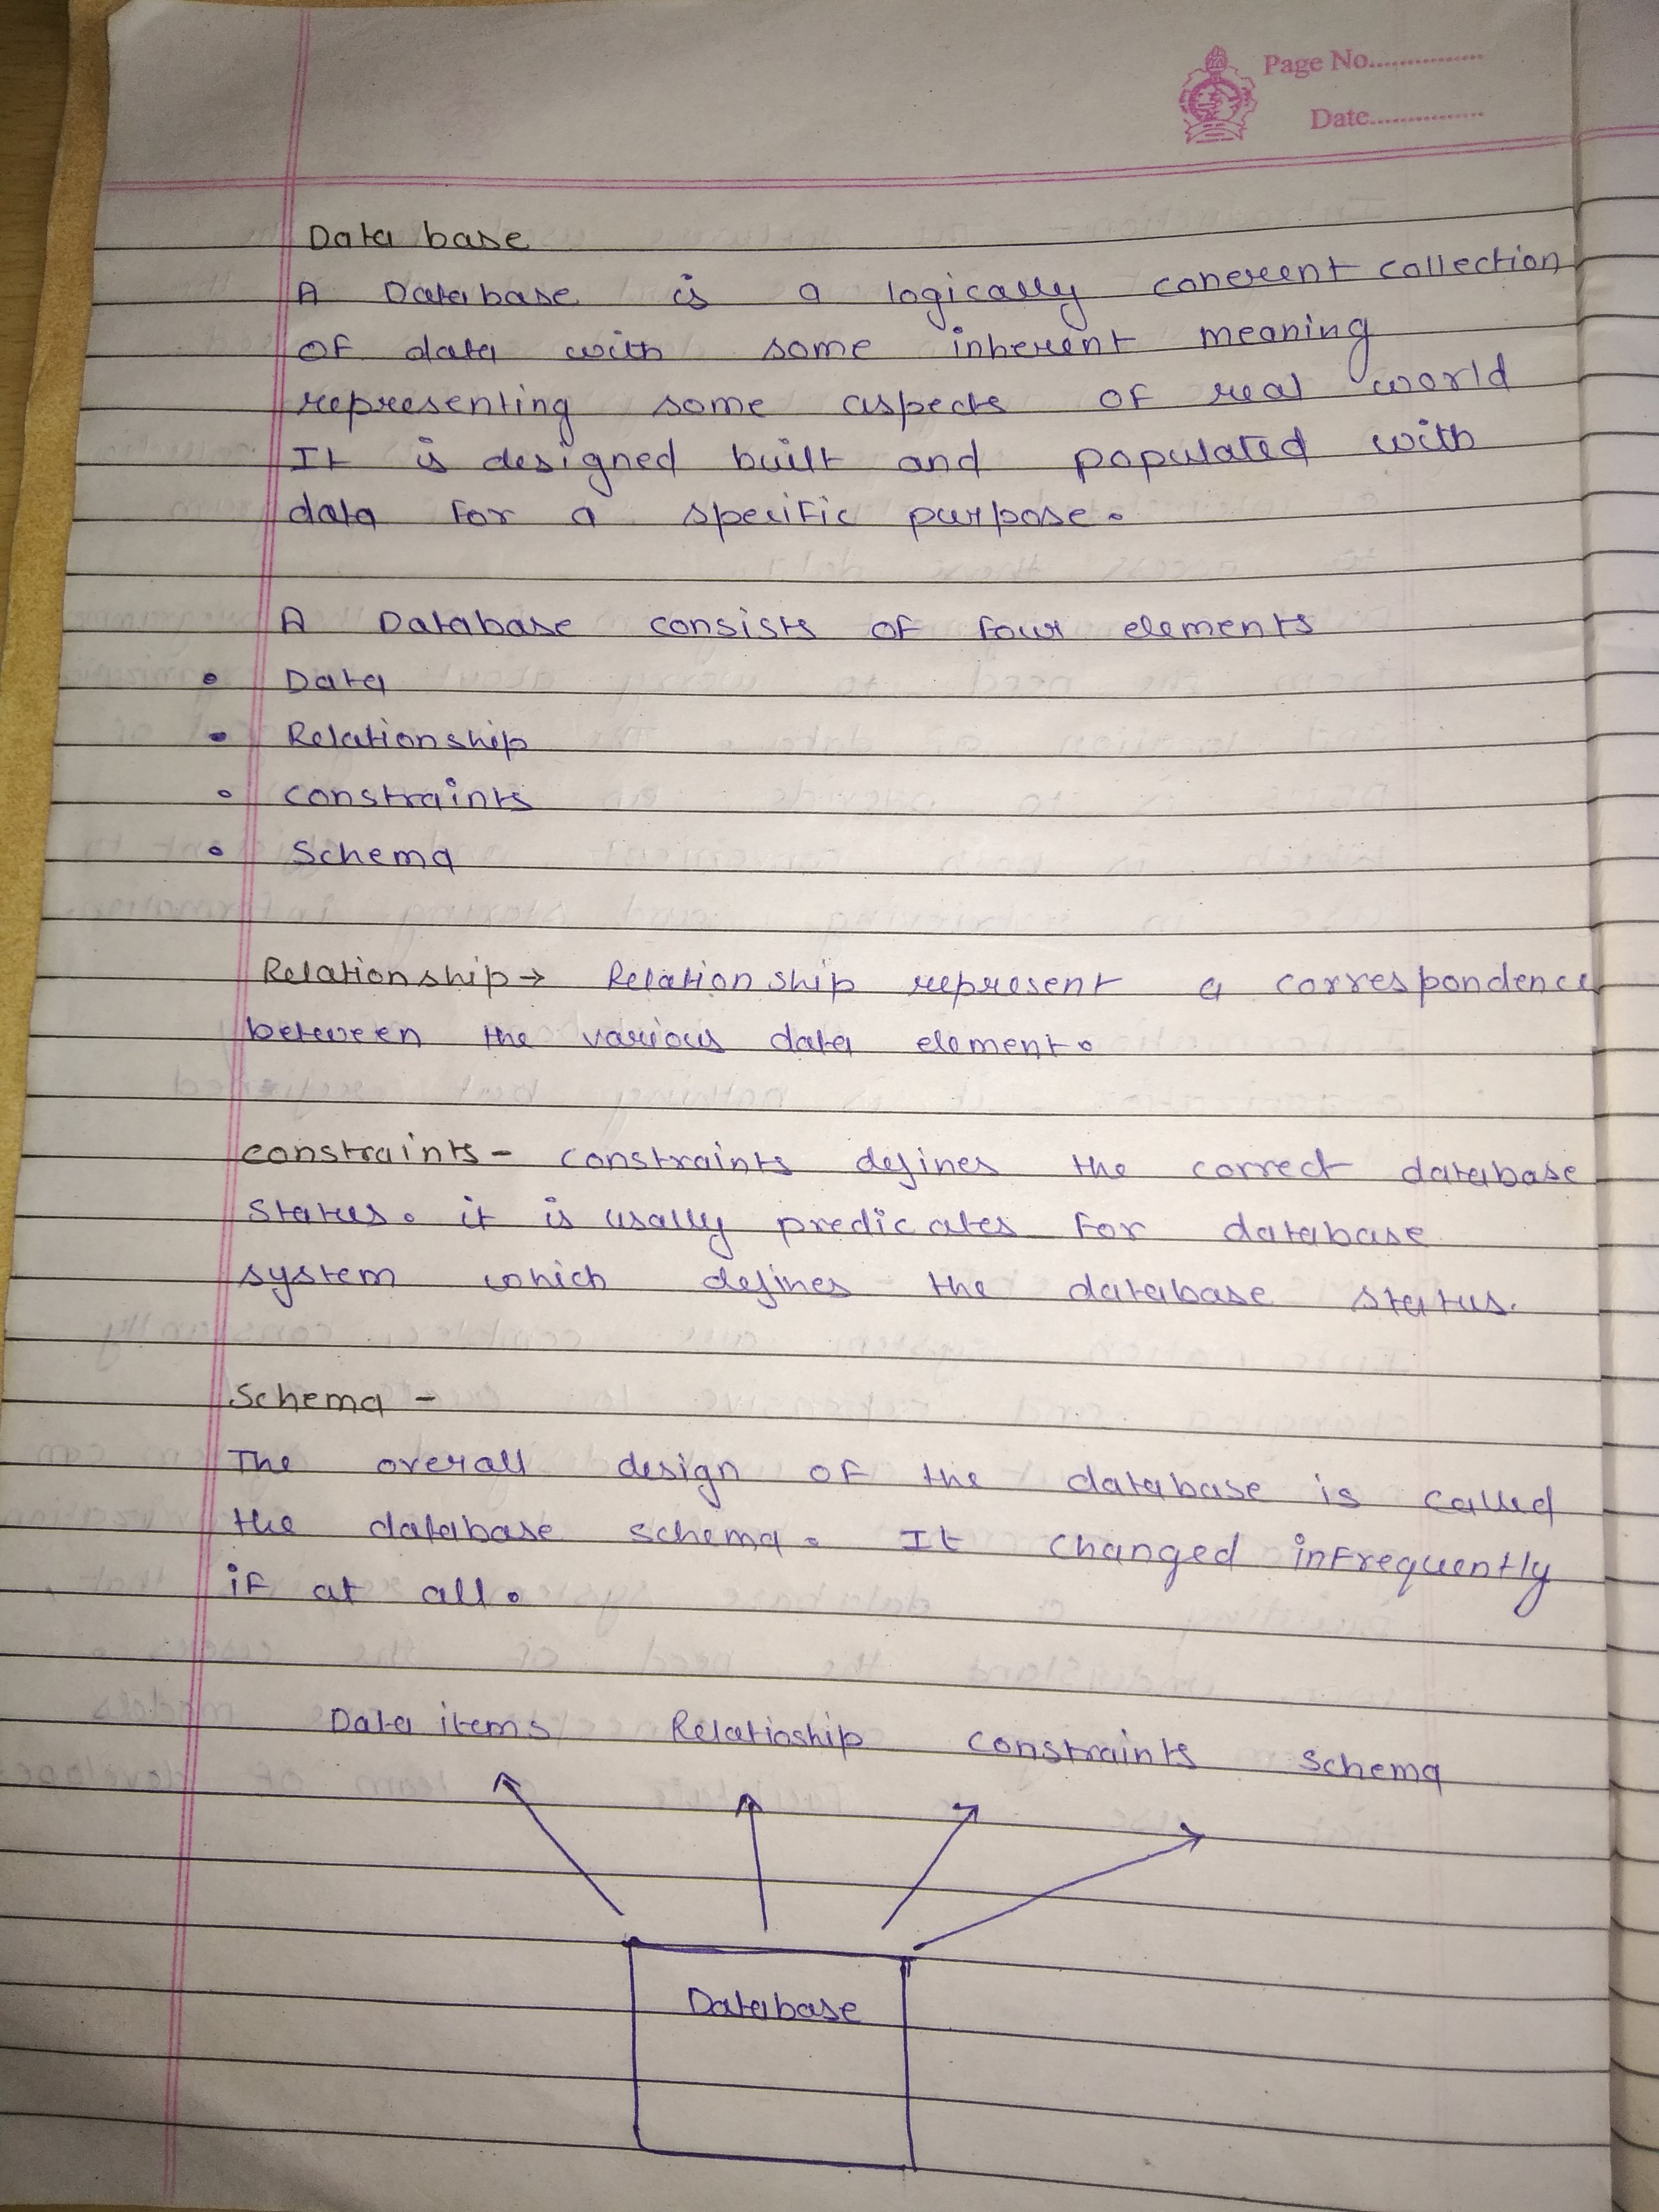 Page No...............
Date................
Data base
A Database is a logically coherent collection
of data with some inherent meaning
representing some aspects of real world
It is designed built and populated with
data for a specific purpose.
A Database consists of four elements
• Data
• Relationship
• constraints
• Schema
Relationship → Relationship represent a correspondence
between the various data element.
constraints - constraints defines the correct database
Status. it is usally predicates for database
system which defines the database status.
Schema -
The overall design of the database is called
the database schema. It changed infrequently
if at all.
Data items Relatioship constraints schema
Database